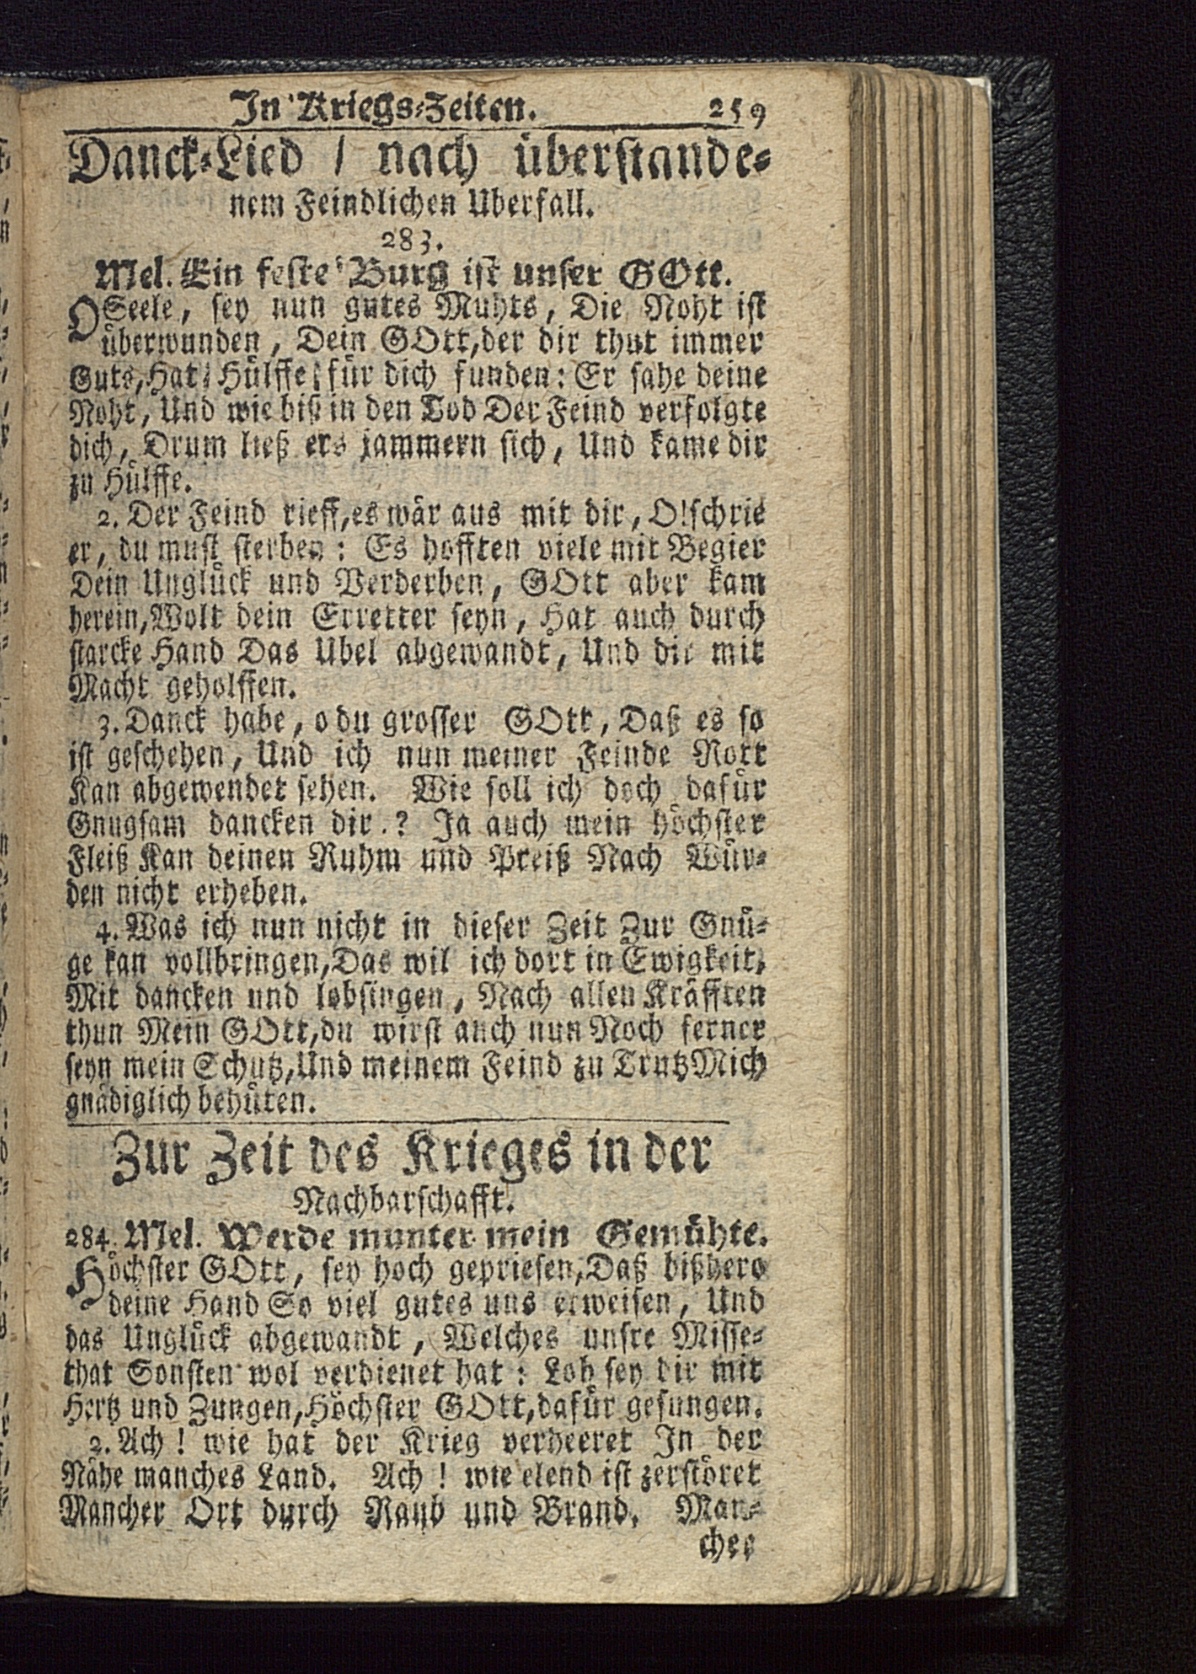 In Kriegs-Zeiten. 259
Danck-Lied / nach überstande-
nem Feindlichen Uberfall.
283.
Mel. Ein feste Burg ist unser GOtt.
O Seele, sey nun gutes Muhts, Die Noht ist
überwunden, Dein GOtt, der dir thut immer
Guts, Hat Hülffe für dich funden: Er sahe deine
Noht, Und wie biß in den Tod Der Feind verfolgte
dich, Drum ließ ers jammern sich, Und kame dir
zu Hülffe.
2. Der Feind rieff, es wär aus mit dir, O! schrie
er, du must sterben: Es hofften viele mit Begier
Dein Unglück und Verderben, GOtt aber kam
herein, Wolt dein Erretter seyn, Hat auch durch
starcke Hand Das Ubel abgewandt, Und dir mit
Macht geholffen.
3. Danck habe, o du grosser GOtt, Daß es so
ist geschehen, Und ich nun meiner Feinde Rott
Kan abgewendet sehen. Wie soll ich doch dafür
Gnugsam dancken dir.? Ja auch mein höchster
Fleiß Kan deinen Ruhm und Preiß Nach Wür-
den nicht erheben.
4. Was ich nun nicht in dieser Zeit Zur Gnü-
ge kan vollbringen, Das wil ich dort in Ewigkeit,
Mit dancken und lobsingen, Nach allen Kräfften
thun Mein GOtt, du wirst auch nun Noch ferner
seyn mein Schutz, Und meinem Feind zu Trutz Mich
gnädiglich behüten.
Zur Zeit des Krieges in der
Nachbarschafft.
284. Mel. Werde munter mein Gemühte.
Höchster GOtt, sey hoch gepriesen, Daß bißhero
deine Hand So viel gutes uns erweisen, Und
das Unglück abgewandt, Welches unsre Misse-
that Sonsten wol verdienet hat: Lob sey dir mit
Hertz und Zungen, Höchster GOtt, dafür gesungen.
2. Ach! wie hat der Krieg verheeret In der
Nähe manches Land. Ach! wie elend ist zerstöret
Mancher Ort durch Raub und Brand. Man-
cher